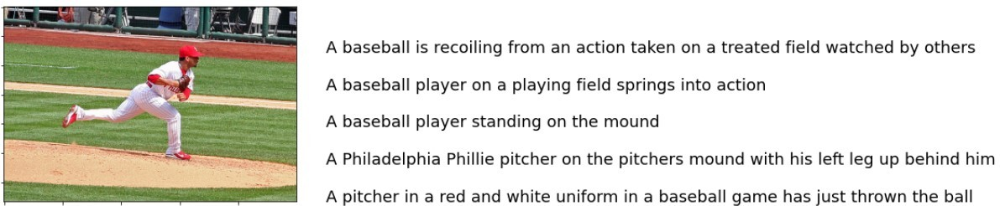 A baseball is recoiling from an action taken on a treated field watched by others
A baseball player on a playing field springs into action
A baseball player standing on the mound
A Philadelphia Phillie pitcher on the pitchers mound with his left leg up behind him
A pitcher in a red and white uniform in a baseball game has just thrown the ball